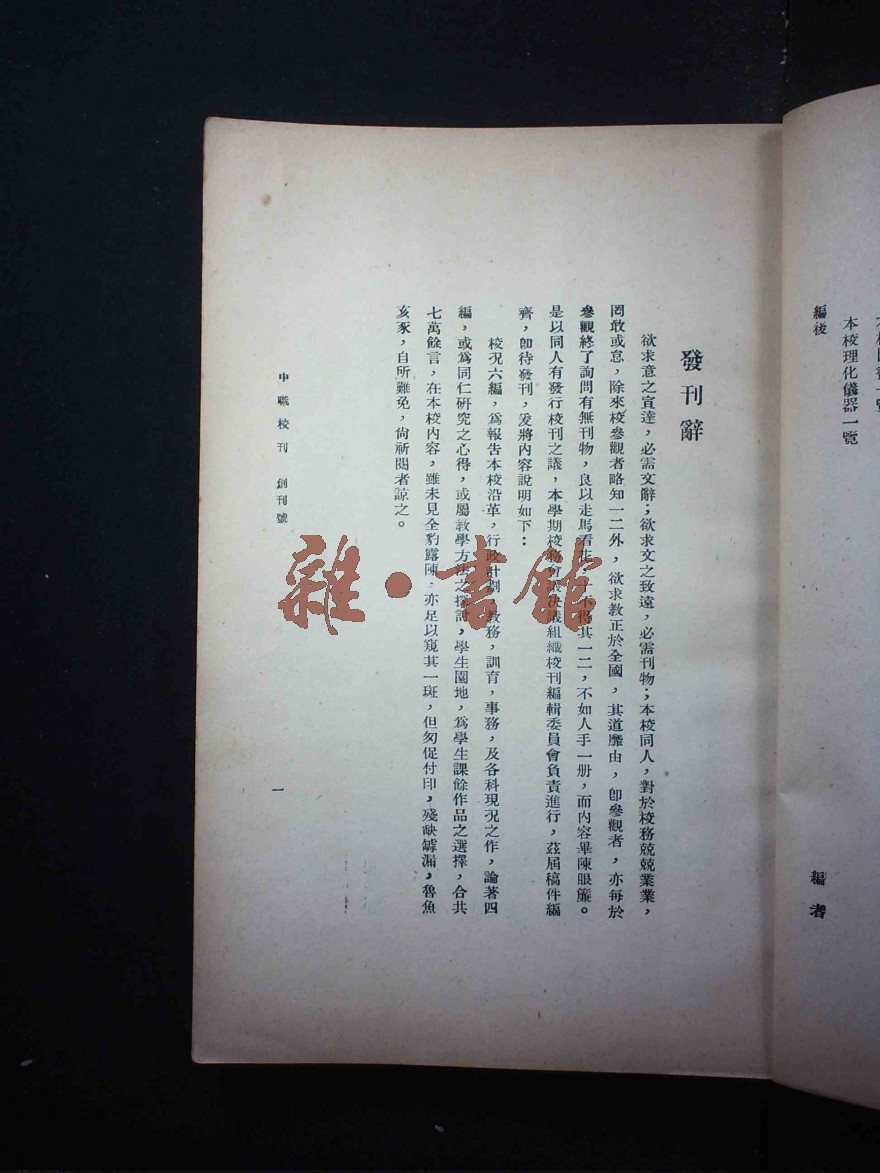 本校理化儀器一覽
編後
編者
發刊辭
欲求意之宣達，必需文辭；欲求文之致遠，必需刊物；本校同人，對於校務兢兢業業，
罔敢或怠，除來校參觀者略知一二外，欲求教正於全國，其道靡由，卽參觀者，亦每於
參觀終了詢問有無刊物，良以走馬看花，十不得其一二，不如人手一册，而內容畢陳眼簾。
是以同人有發行校刊之議，本學期校務會議決議組織校刊編輯委員會負責進行，茲屆稿件編
齊，卽待發刊，爰將內容說明如下：
校況六編，爲報告本校沿革，行政計劃，教務，訓育，事務，及各科現況之作，論著四
編，或爲同仁研究之心得，或屬教學方法之探討，學生園地，爲學生課餘作品之選擇，合共
七萬餘言，在本校內容，雖未見全豹露陳，亦足以窺其一斑，但匆促付印，殘缺罅漏，魯魚
亥豕，自所難免，尙祈閱者諒之。
中職校刊 創刊號
一
雜·書館